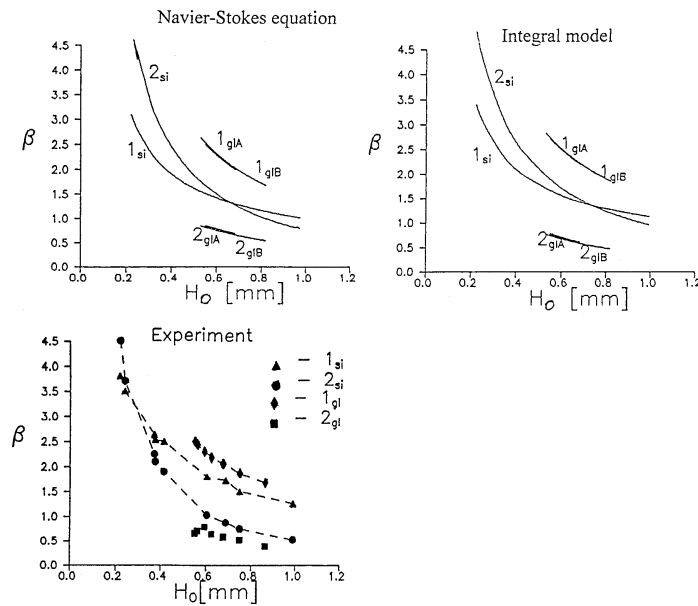 Navier-Stokes equation
4.5
4.0
3.5
3.0
2.5
2.0
1.5
1.0
0.5
0.0
β
2si
1si
1glA
1glB
2glA
2glB
0.0 0.2 0.4 0.6 0.8 1.0 1.2
Ho [mm]
Integral model
4.5
4.0
3.5
3.0
2.5
2.0
1.5
1.0
0.5
0.0
β
2si
1si
1glA
1glB
2glA
2glB
0.0 0.2 0.4 0.6 0.8 1.0 1.2
Ho [mm]
Experiment
4.5
4.0
3.5
3.0
2.5
2.0
1.5
1.0
0.5
0.0
β
▲ – 1si
● – 2si
♦ – 1gl
■ – 2gl
0.0 0.2 0.4 0.6 0.8 1.0 1.2
Ho[mm]